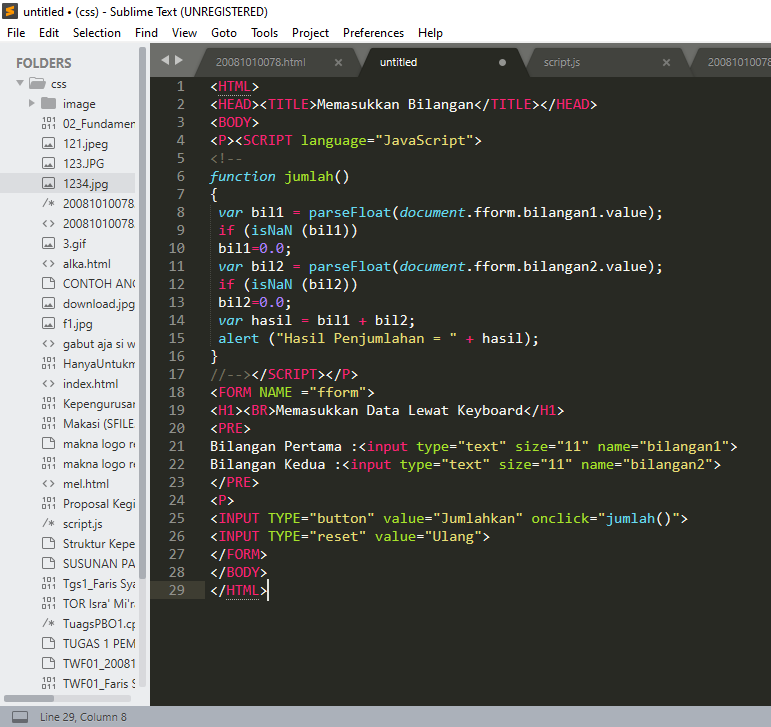 untitled • (css) - Sublime Text (UNREGISTERED)
File Edit Selection Find View Goto Tools Project Preferences Help
FOLDERS
css
image
02_Fundamen
121.jpeg
123.JPG
1234.jpg
20081010078
20081010078
3.gif
alka.html
CONTOH ANG
download.jpg
f1.jpg
gabut aja si w
HanyaUntukm
index.html
Kepengurusan
Makasi (SFILE
makna logo re
makna logo re
mel.html
Proposal Kegi
script.js
Struktur Kepe
SUSUNAN PA
Tgs1_Faris Sya
TOR Isra' Mi'ra
TuagsPBO1.cp
TUGAS 1 PEM
TWF01_20081
TWF01_Faris S
20081010078.html × untitled ● script.js × 20081010078
1 <HTML>
2 <HEAD><TITLE>Memasukkan Bilangan</TITLE></HEAD>
3 <BODY>
4 <P><SCRIPT language="JavaScript">
5 <!--
6 function jumlah()
7 {
8 var bil1 = parseFloat(document.fform.bilangan1.value);
9 if (isNaN (bil1))
10 bil1=0.0;
11 var bil2 = parseFloat(document.fform.bilangan2.value);
12 if (isNaN (bil2))
13 bil2=0.0;
14 var hasil = bil1 + bil2;
15 alert ("Hasil Penjumlahan = " + hasil);
16 }
17 //--></SCRIPT></P>
18 <FORM NAME ="fform">
19 <H1><BR>Memasukkan Data Lewat Keyboard</H1>
20 <PRE>
21 Bilangan Pertama :<input type="text" size="11" name="bilangan1">
22 Bilangan Kedua :<input type="text" size="11" name="bilangan2">
23 </PRE>
24 <P>
25 <INPUT TYPE="button" value="Jumlahkan" onclick="jumlah()">
26 <INPUT TYPE="reset" value="Ulang">
27 </FORM>
28 </BODY>
29 </HTML>
Line 29, Column 8